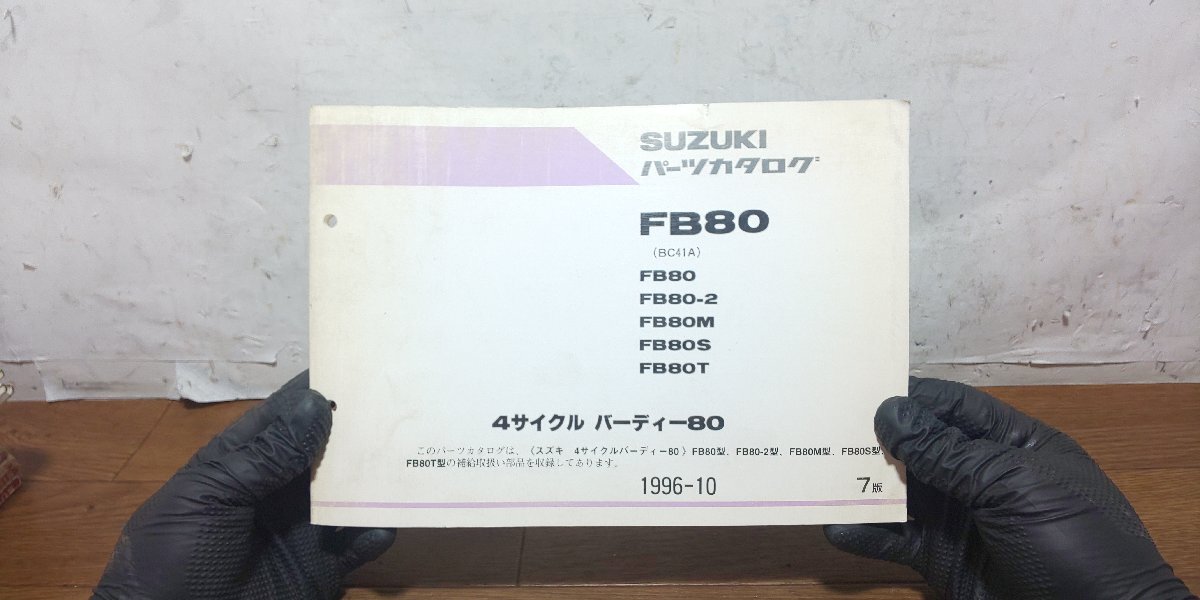 SUZUKI
パーツカタログ
FB80
(BC41A)
FB80
FB80-2
FB80M
FB80S
FB80T
4サイクル バーディー80
このパーツカタログは、(スズキ 4サイクルバーディー80)FB80型、FB80-2型、FB80M型、FB80S型、
FB80T型の補給取扱い部品を収録してあります。
1996-10 7版